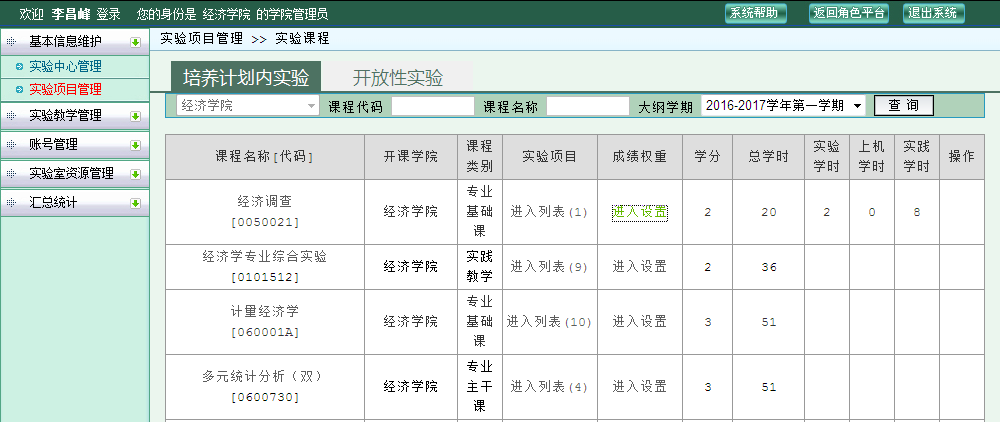 欢迎 李昌峰 登录 您的身份是 经济学院 的学院管理员 系统帮助 返回角色平台 退出系统
基本信息维护
实验中心管理
实验项目管理
实验教学管理
账号管理
实验室资源管理
汇总统计
实验项目管理 >> 实验课程
培养计划内实验 开放性实验
经济学院 课程代码 课程名称 大纲学期 2016-2017学年第一学期 查 询
课程名称[代码] 开课学院 课程类别 实验项目 成绩权重 学分 总学时 实验学时 上机学时 实践学时 操作
经济调查 [0050021] 经济学院 专业基础课 进入列表(1) 进入设置 2 20 2 0 8
经济学专业综合实验 [0101512] 经济学院 实践教学 进入列表(9) 进入设置 2 36
计量经济学 [060001A] 经济学院 专业基础课 进入列表(10) 进入设置 3 51
多元统计分析（双） [0600730] 经济学院 专业主干课 进入列表(4) 进入设置 3 51